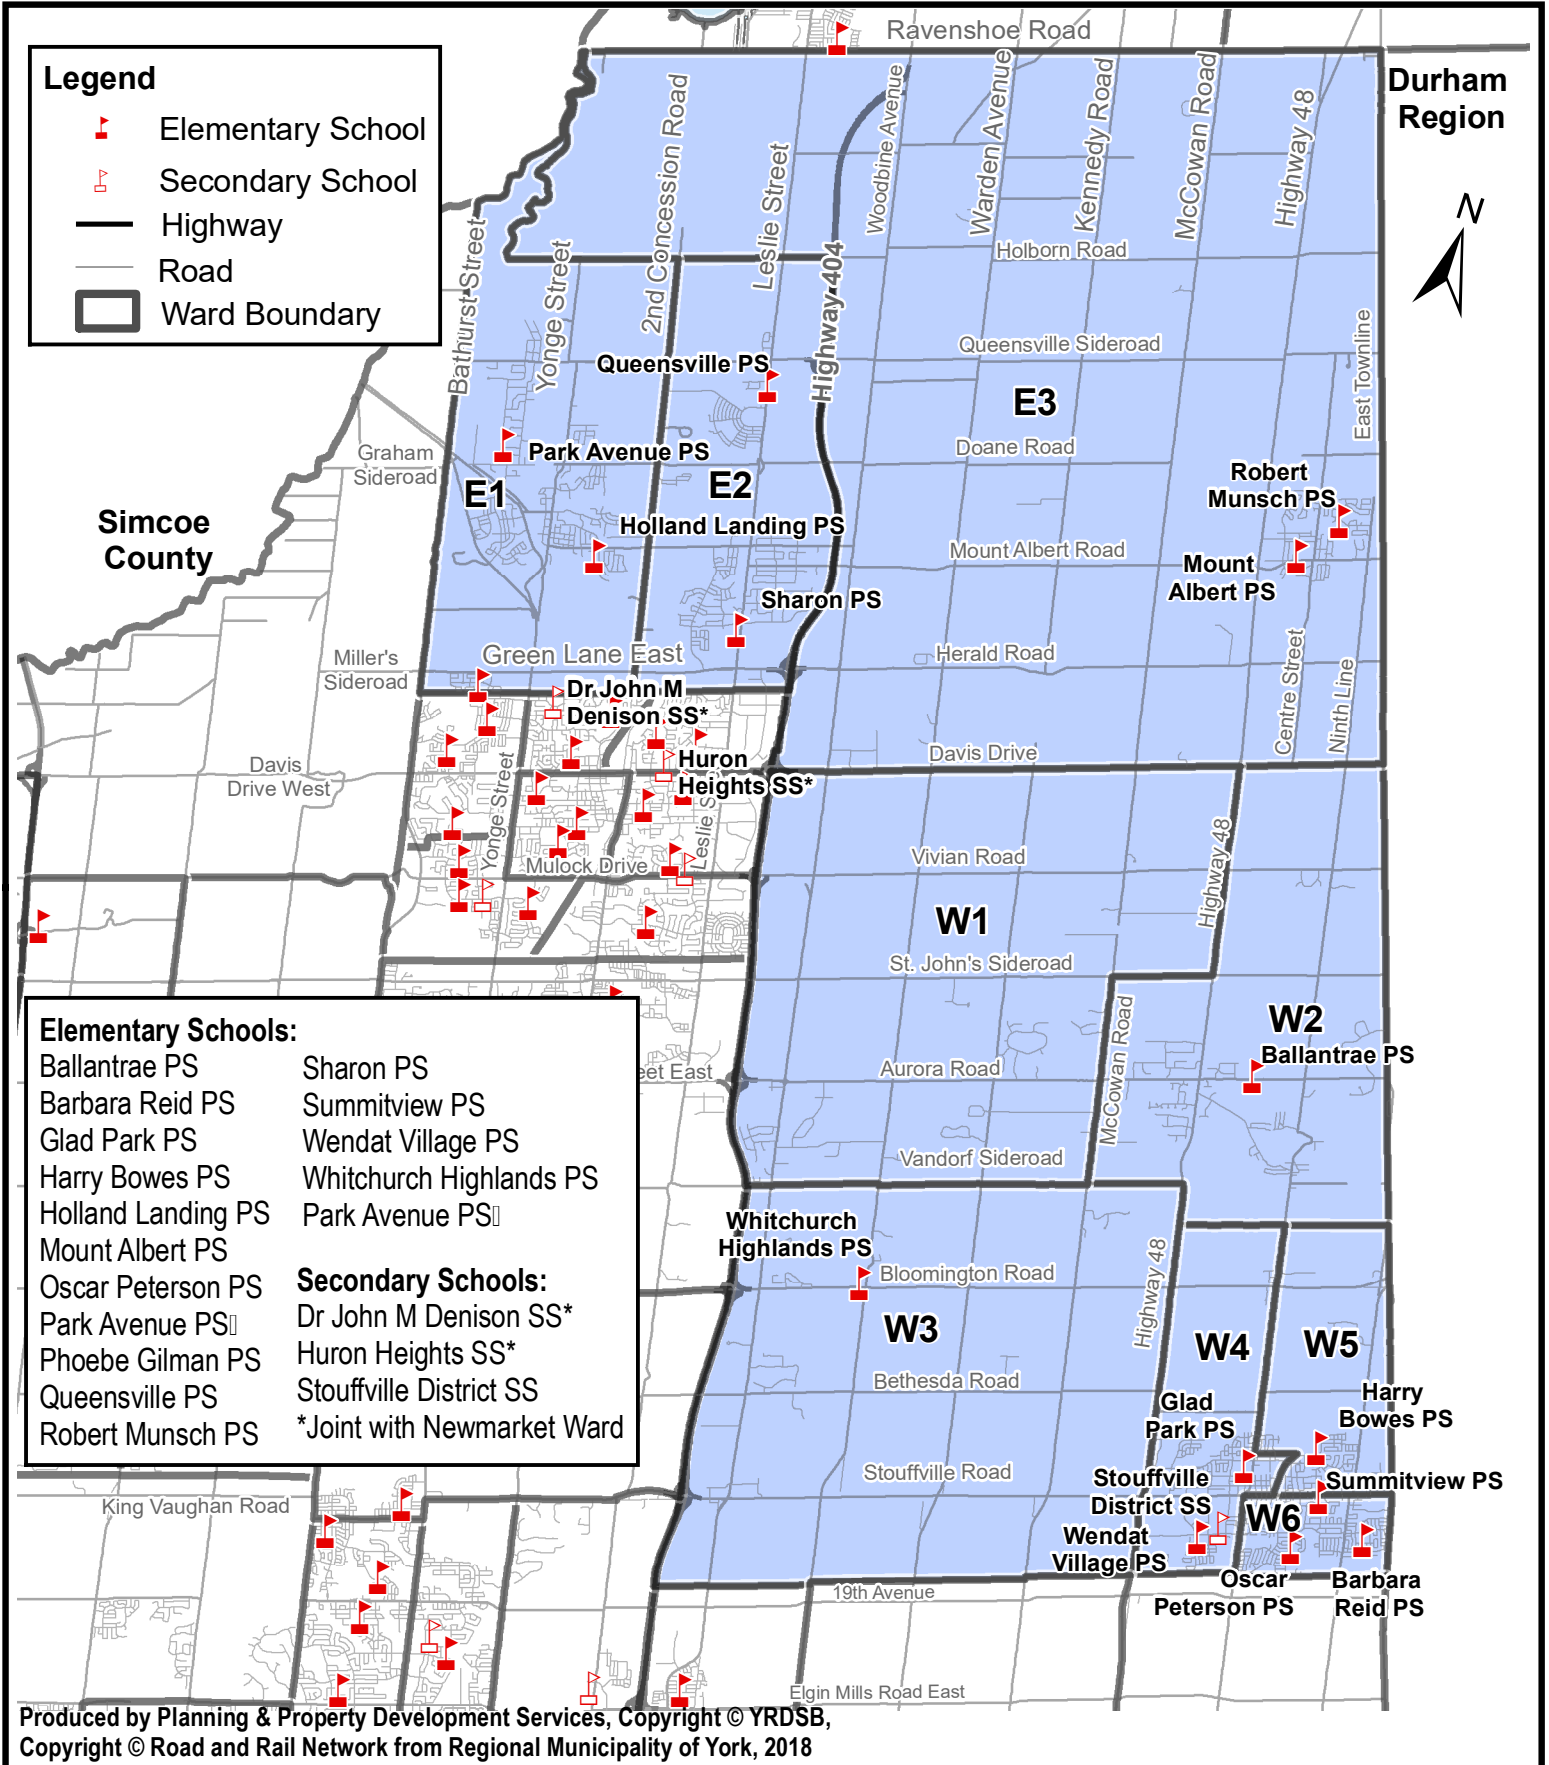 Ravenshoe Road
Legend
Elementary School
Secondary School
Highway
Road
Ward Boundary
Durham
Region
N
Bathurst Street
Yonge Street
2nd Concession Road
Leslie Street
Highway 404
Woodbine Avenue
Warden Avenue
Kennedy Road
McCowan Road
Highway 48
Holborn Road
Queensville Sideroad
East Townline
Queensville PS
E3
Graham
Sideroad
Park Avenue PS
Doane Road
E1
E2
Robert
Munsch PS
Simcoe
County
Holland Landing PS
Mount Albert Road
Mount
Albert PS
Sharon PS
Miller's
Sideroad
Green Lane East
Herald Road
Centre Street
Ninth Line
Dr John M
Denison SS*
Davis
Drive West
Yonge Street
Huron
Heights SS*
Leslie S
Davis Drive
Mulock Drive
Vivian Road
Highway 48
W1
St. John's Sideroad
W2
McCowan Road
Ballantrae PS
eet East
Aurora Road
Vandorf Sideroad
Elementary Schools:
Ballantrae PS
Barbara Reid PS
Glad Park PS
Harry Bowes PS
Holland Landing PS
Mount Albert PS
Oscar Peterson PS
Park Avenue PS▯
Phoebe Gilman PS
Queensville PS
Robert Munsch PS
Sharon PS
Summitview PS
Wendat Village PS
Whitchurch Highlands PS
Park Avenue PS▯
Secondary Schools:
Dr John M Denison SS*
Huron Heights SS*
Stouffville District SS
*Joint with Newmarket Ward
Whitchurch
Highlands PS
Bloomington Road
Highway 48
W3
W4
W5
Bethesda Road
Glad
Park PS
Harry
Bowes PS
Stouffville Road
Stouffville
District SS
Summitview PS
W6
Wendat
Village PS
Oscar
Peterson PS
Barbara
Reid PS
King Vaughan Road
19th Avenue
Elgin Mills Road East
Produced by Planning & Property Development Services, Copyright © YRDSB,
Copyright © Road and Rail Network from Regional Municipality of York, 2018